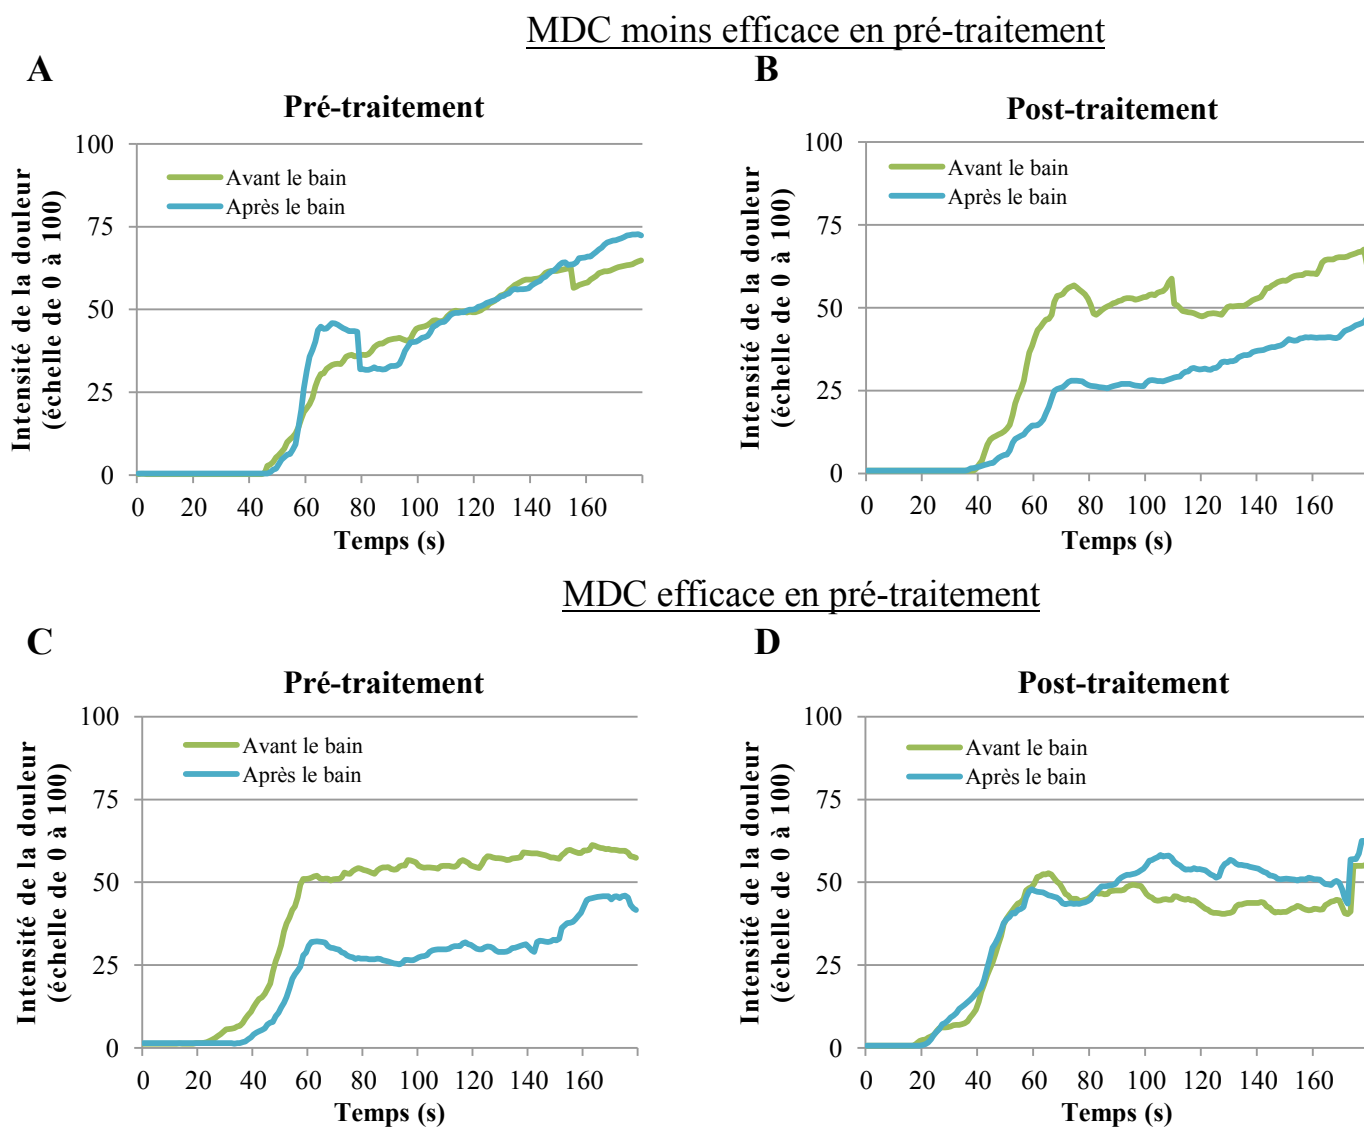 MDC moins efficace en pré-traitement
A
Pré-traitement
Intensité de la douleur
(échelle de 0 à 100)
100
75
50
25
0
Avant le bain
Après le bain
0 20 40 60 80 100 120 140 160
Temps (s)
B
Post-traitement
Intensité de la douleur
(échelle de 0 à 100)
100
75
50
25
0
Avant le bain
Après le bain
0 20 40 60 80 100 120 140 160
Temps (s)
MDC efficace en pré-traitement
C
Pré-traitement
Intensité de la douleur
(échelle de 0 à 100)
100
75
50
25
0
Avant le bain
Après le bain
0 20 40 60 80 100 120 140 160
Temps (s)
D
Post-traitement
Intensité de la douleur
(échelle de 0 à 100)
100
75
50
25
0
Avant le bain
Après le bain
0 20 40 60 80 100 120 140 160
Temps (s)